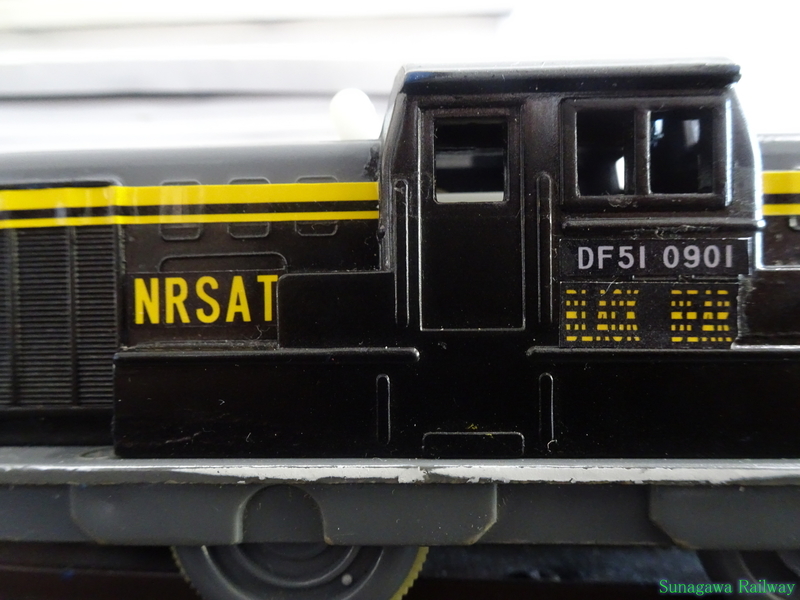 DF51 0901
NRSAT
BLACK BEAR
Sunagawa Railway